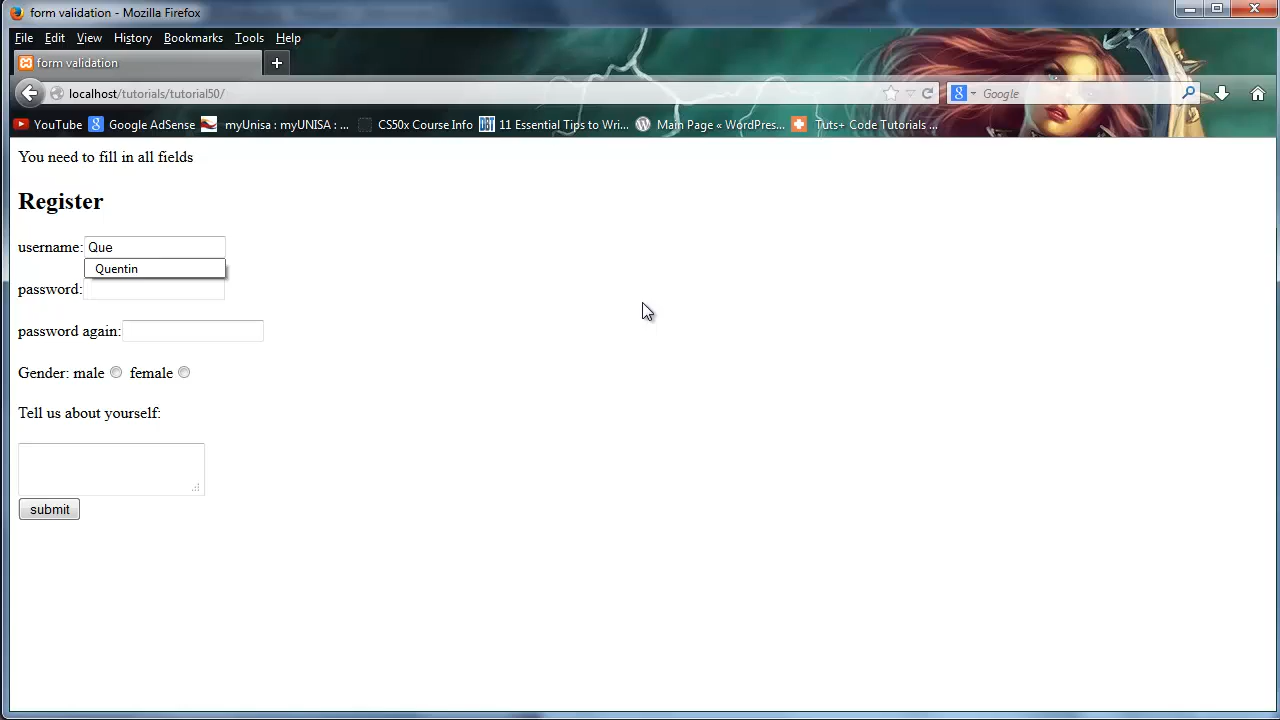 form validation - Mozilla Firefox
File Edit View History Bookmarks Tools Help
form validation
localhost/tutorials/tutorial50/
Google
YouTube Google AdSense myUnisa : myUNISA : ... CS50x Course Info 11 Essential Tips to Wri... Main Page « WordPres... Tuts+ Code Tutorials ...
You need to fill in all fields
Register
username: Que
Quentin
password:
password again:
Gender: male female
Tell us about yourself:
submit